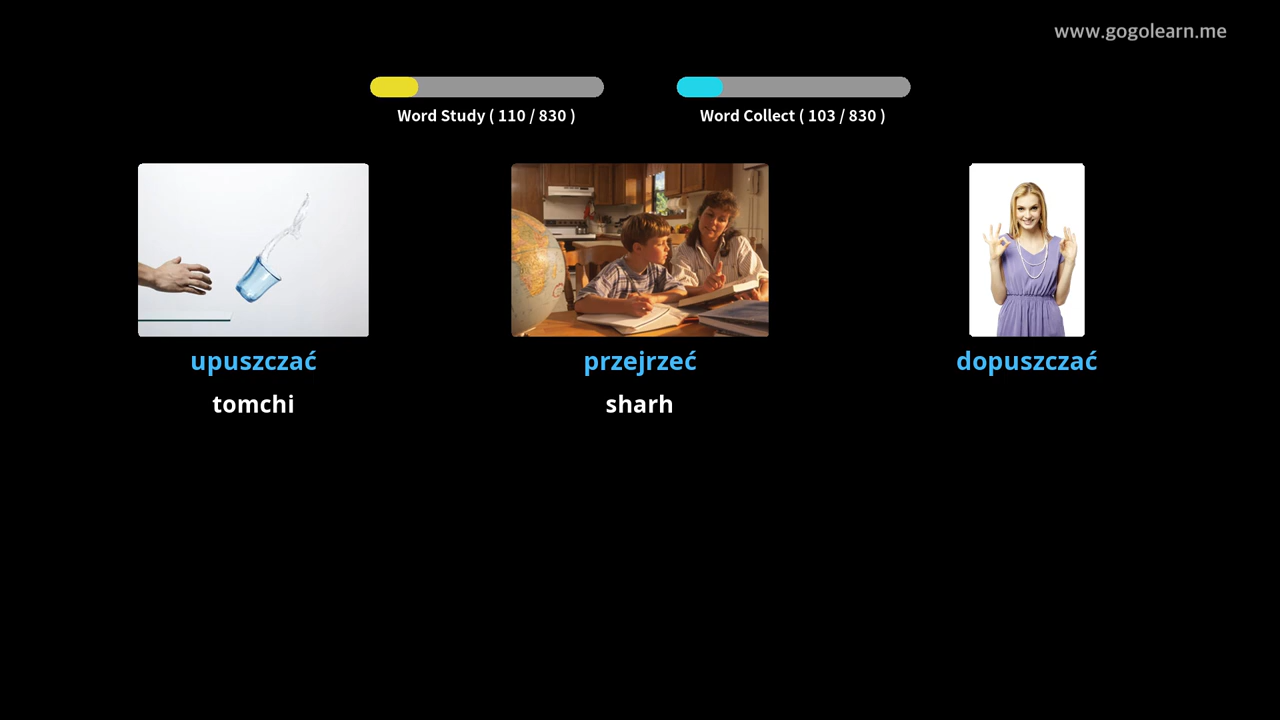 www.gogolearn.me
Word Study ( 110 / 830 )
Word Collect ( 103 / 830 )
upuszczać
przejrzeć
dopuszczać
tomchi
sharh